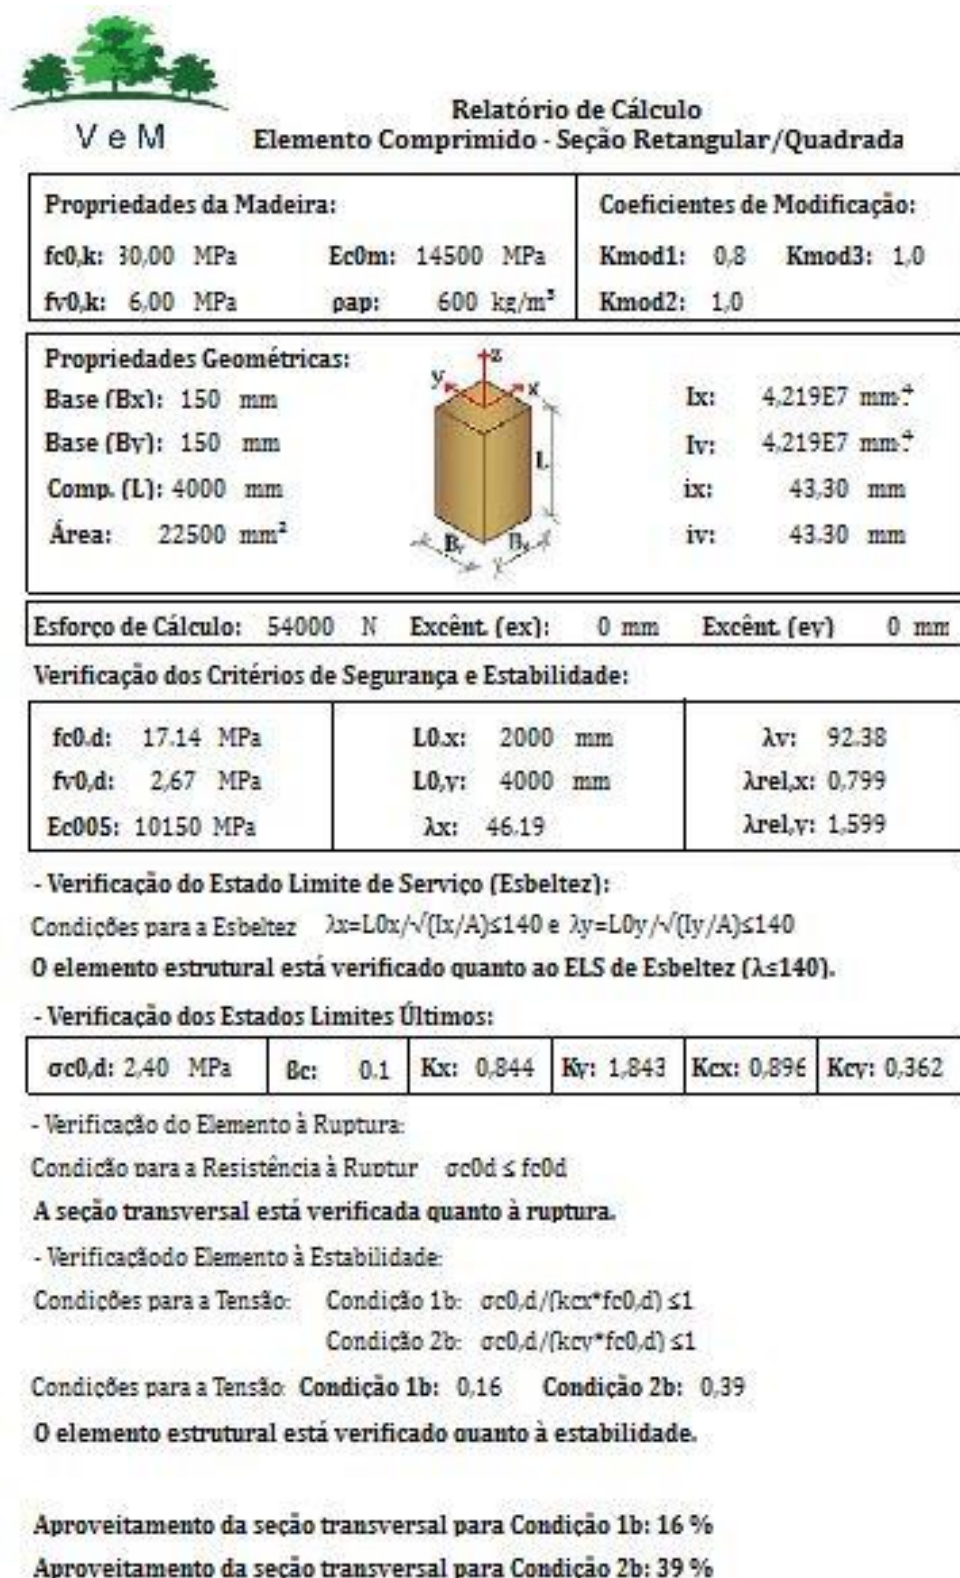 V e M
Relatório de Cálculo
Elemento Comprimido - Seção Retangular/Quadrada
Propriedades da Madeira: Coeficientes de Modificação:
fc0,k: 30,00 MPa Ec0m: 14500 MPa Kmod1: 0,8 Kmod3: 1,0
fv0,k: 6,00 MPa ρap: 600 kg/m³ Kmod2: 1,0
Propriedades Geométricas:
Base (Bx): 150 mm Ix: 4,219E7 mm⁴
Base (By): 150 mm Iy: 4,219E7 mm⁴
Comp. (L): 4000 mm ix: 43,30 mm
Área: 22500 mm² iy: 43,30 mm
z
y x
L
By Bx
Esforço de Cálculo: 54000 N Excênt. (ex): 0 mm Excênt. (ey) 0 mm
Verificação dos Critérios de Segurança e Estabilidade:
fc0,d: 17,14 MPa L0,x: 2000 mm λy: 92,38
fv0,d: 2,67 MPa L0,y: 4000 mm λrel,x: 0,799
Ec005: 10150 MPa λx: 46,19 λrel,y: 1,599
- Verificação do Estado Limite de Serviço (Esbeltez):
Condições para a Esbeltez λx=L0x/√(Ix/A)≤140 e λy=L0y/√(Iy/A)≤140
O elemento estrutural está verificado quanto ao ELS de Esbeltez (λ≤140).
- Verificação dos Estados Limites Últimos:
σc0,d: 2,40 MPa βc: 0.1 Kx: 0,844 Ky: 1,843 Kcx: 0,896 Kcy: 0,362
- Verificação do Elemento à Ruptura:
Condição para a Resistência à Ruptur σc0d ≤ fc0d
A seção transversal está verificada quanto à ruptura.
- Verificaçãodo Elemento à Estabilidade:
Condições para a Tensão: Condição 1b: σc0,d/(kcx*fc0,d) ≤1
Condição 2b: σc0,d/(kcy*fc0,d) ≤1
Condições para a Tensão: Condição 1b: 0,16 Condição 2b: 0,39
O elemento estrutural está verificado quanto à estabilidade.
Aproveitamento da seção transversal para Condição 1b: 16 %
Aproveitamento da seção transversal para Condição 2b: 39 %